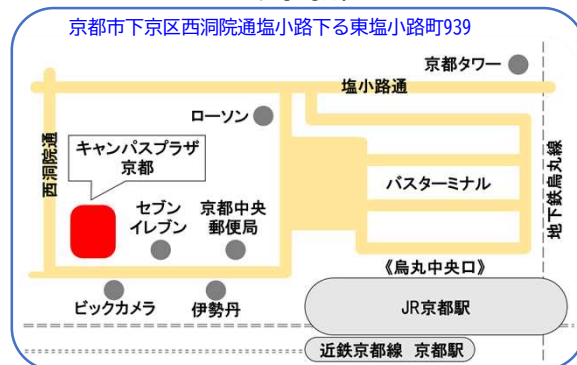 京都市下京区西洞院通塩小路下る東塩小路町939
京都タワー
塩小路通
ローソン
西洞院通
キャンパスプラザ
京都
セブン
イレブン
京都中央
郵便局
バスターミナル
地下鉄烏丸線
《烏丸中央口》
ビックカメラ
伊勢丹
JR京都駅
近鉄京都線 京都駅